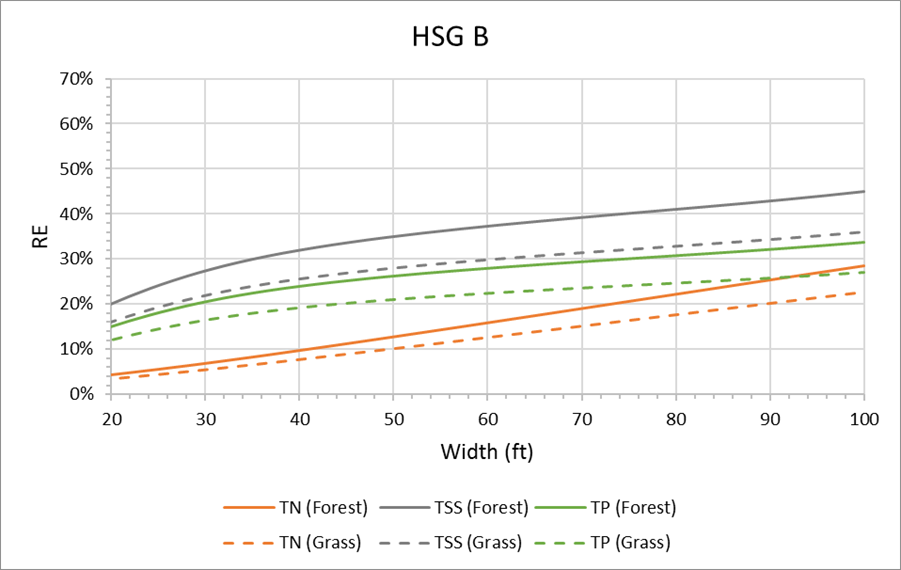 HSG B
70%
60%
50%
40%
30%
20%
10%
0%
RE
20 30 40 50 60 70 80 90 100
Width (ft)
TN (Forest) TSS (Forest) TP (Forest)
TN (Grass) TSS (Grass) TP (Grass)